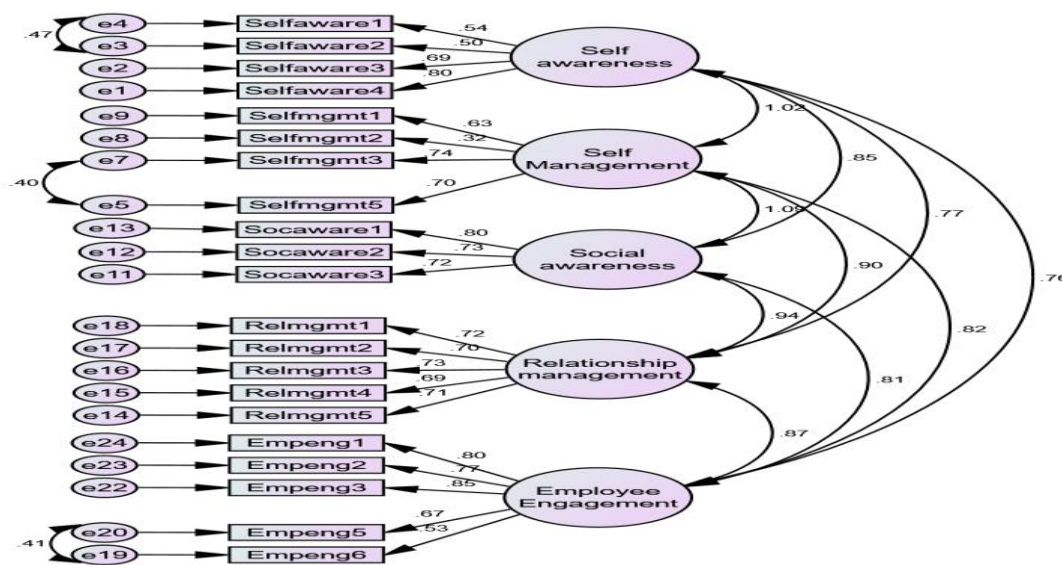 e4 Selfaware1 .54
.47 e3 Selfaware2 .50 Self awareness
e2 Selfaware3 .69
e1 Selfaware4 .80
e9 Selfmgmt1 .63 1.02
e8 Selfmgmt2 .32 Self Management
e7 Selfmgmt3 .74 .85
.40
e5 Selfmgmt5 .70
e13 Socaware1 .80 1.09 .77
e12 Socaware2 .73 Social awareness .90
e11 Socaware3 .72 .76
e18 Relmgmt1 .72 .94 .82
e17 Relmgmt2 .70
e16 Relmgmt3 .73 Relationship management
e15 Relmgmt4 .69 .81
e14 Relmgmt5 .71
e24 Empeng1 .80 .87
e23 Empeng2 .77
e22 Empeng3 .85 Employee Engagement
e20 Empeng5 .67
.41
e19 Empeng6 .53